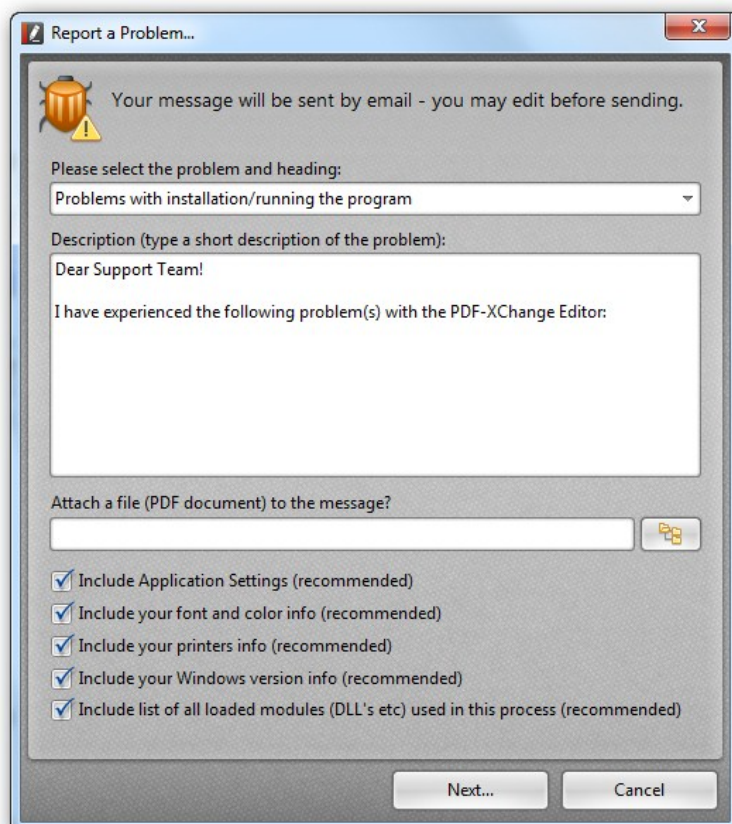 Report a Problem...
Your message will be sent by email - you may edit before sending.
Please select the problem and heading:
Problems with installation/running the program
Description (type a short description of the problem):
Dear Support Team!
I have experienced the following problem(s) with the PDF-XChange Editor:
Attach a file (PDF document) to the message?
Include Application Settings (recommended)
Include your font and color info (recommended)
Include your printers info (recommended)
Include your Windows version info (recommended)
Include list of all loaded modules (DLL's etc) used in this process (recommended)
Next...
Cancel